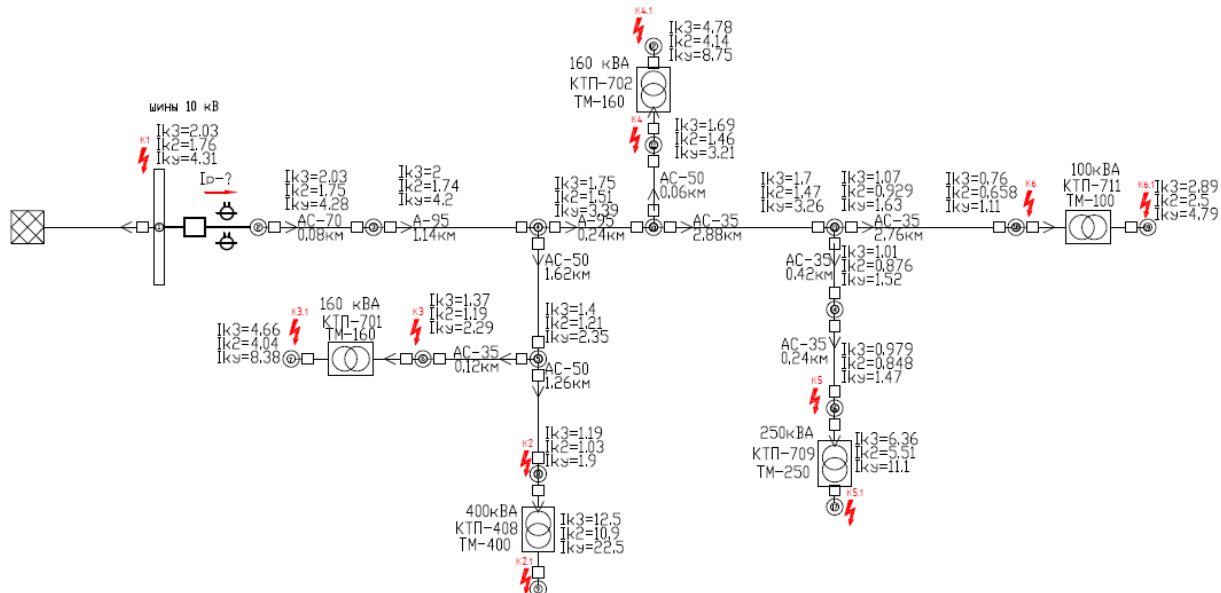 K4.1
Iк3=4.78
Iк2=4.14
Iку=8.75
160 кВА
КТП-702
ТМ-160
K4
Iк3=1.69
Iк2=1.46
Iку=3.21
АС-50
0.06км
шины 10 кВ
K1
Iк3=2.03
Iк2=1.76
Iку=4.31
Iр-?
Iк3=2.03
Iк2=1.75
Iку=4.28
АС-70
0.08км
Iк3=2
Iк2=1.74
Iку=4.2
А-95
1.14км
Iк3=1.75
Iк2=1.51
Iку=3.39
А-95
0.24км
АС-35
2.88км
Iк3=1.7
Iк2=1.47
Iку=3.26
Iк3=1.07
Iк2=0.929
Iку=1.63
АС-35
2.76км
Iк3=0.76
Iк2=0.658
Iку=1.11
K6
100кВА
КТП-711
ТМ-100
K6.1
Iк3=2.89
Iк2=2.5
Iку=4.79
АС-50
1.62км
АС-35
0.42км
Iк3=1.01
Iк2=0.876
Iку=1.52
K3.1
Iк3=4.66
Iк2=4.04
Iку=8.38
160 кВА
КТП-701
ТМ-160
K3
Iк3=1.37
Iк2=1.19
Iку=2.29
АС-35
0.12км
Iк3=1.4
Iк2=1.21
Iку=2.35
АС-50
1.26км
АС-35
0.24км
Iк3=0.979
Iк2=0.848
Iку=1.47
K5
250кВА
КТП-709
ТМ-250
Iк3=6.36
Iк2=5.51
Iку=11.1
K5.1
K2
Iк3=1.19
Iк2=1.03
Iку=1.9
400кВА
КТП-408
ТМ-400
Iк3=12.5
Iк2=10.9
Iку=22.5
K2.1